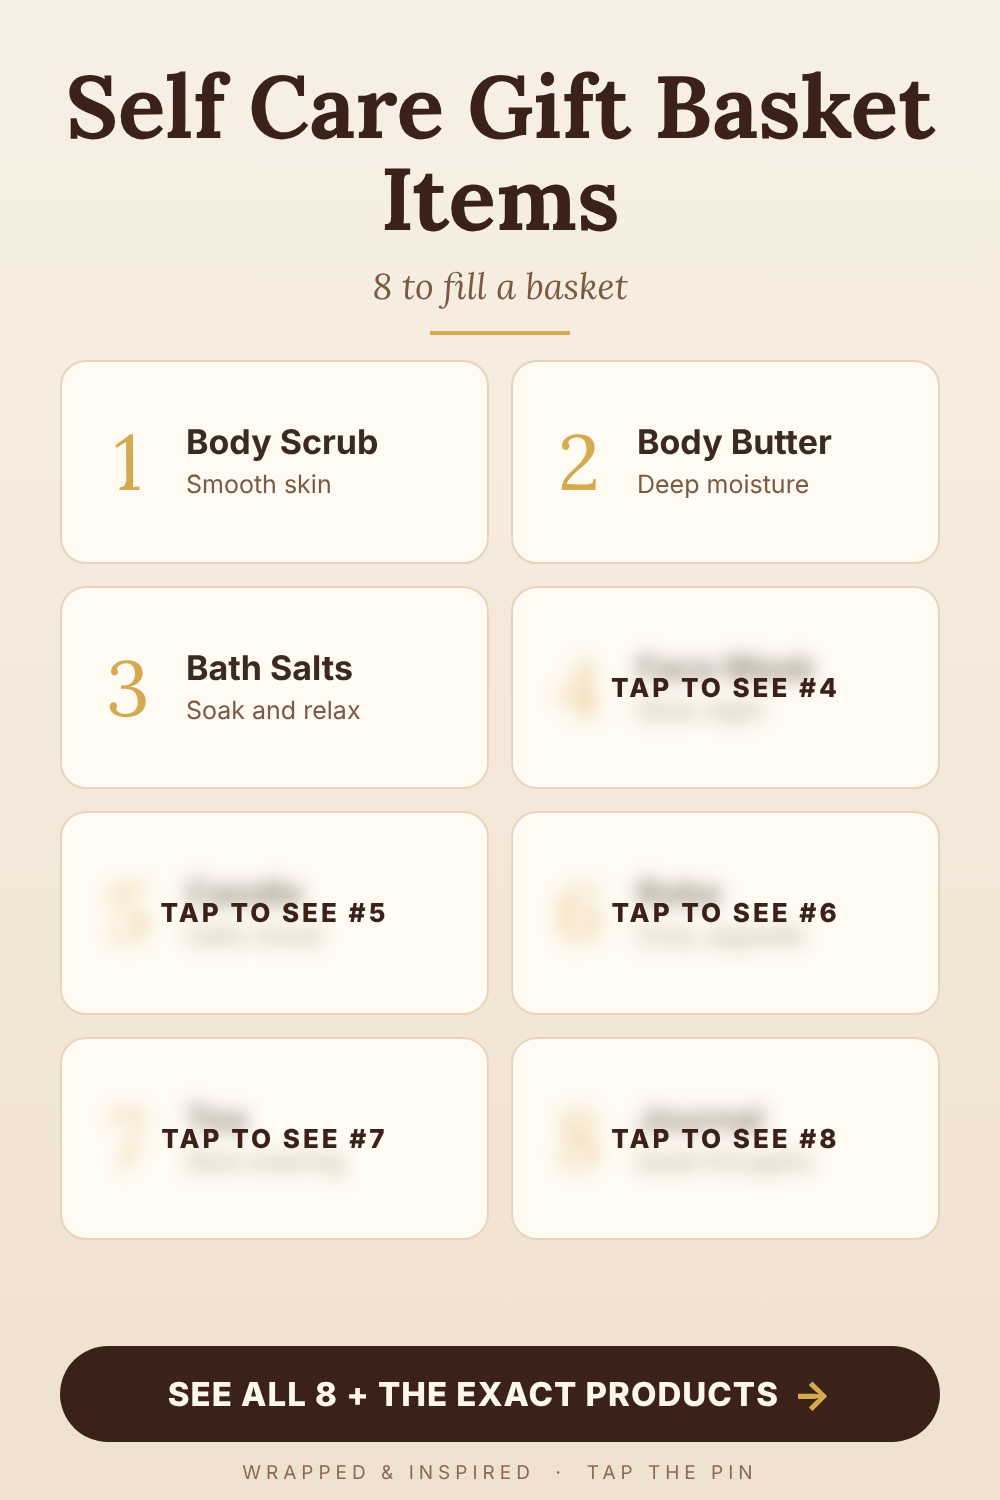 Self Care Gift Basket
Items
8 to fill a basket
1
Body Scrub
Smooth skin
2
Body Butter
Deep moisture
3
Bath Salts
Soak and relax
TAP TO SEE #4
TAP TO SEE #5
TAP TO SEE #6
TAP TO SEE #7
TAP TO SEE #8
SEE ALL 8 + THE EXACT PRODUCTS →
WRAPPED & INSPIRED · TAP THE PIN